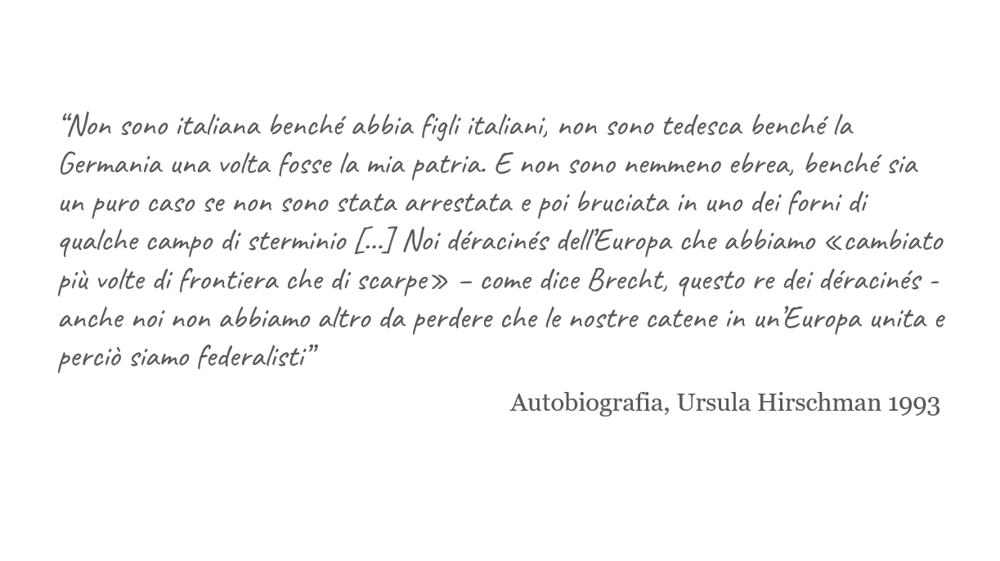 “Non sono italiana benché abbia figli italiani, non sono tedesca benché la
Germania una volta fosse la mia patria. E non sono nemmeno ebrea, benché sia
un puro caso se non sono stata arrestata e poi bruciata in uno dei forni di
qualche campo di sterminio [...] Noi déracinés dell’Europa che abbiamo «cambiato
più volte di frontiera che di scarpe» – come dice Brecht, questo re dei déracinés -
anche noi non abbiamo altro da perdere che le nostre catene in un’Europa unita e
perciò siamo federalisti”
Autobiografia, Ursula Hirschman 1993